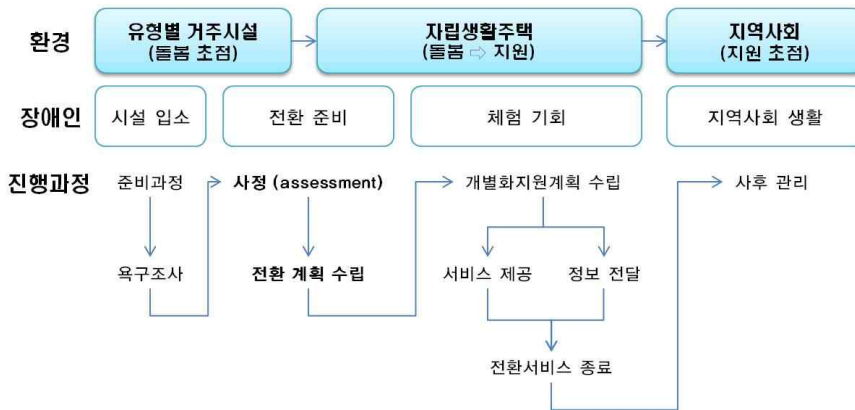 환경
유형별 거주시설
(돌봄 초점)
자립생활주택
(돌봄 ⇨ 지원)
지역사회
(지원 초점)
장애인
시설 입소
전환 준비
체험 기회
지역사회 생활
진행과정
준비과정
사정 (assessment)
개별화지원계획 수립
사후 관리
욕구조사
전환 계획 수립
서비스 제공
정보 전달
전환서비스 종료